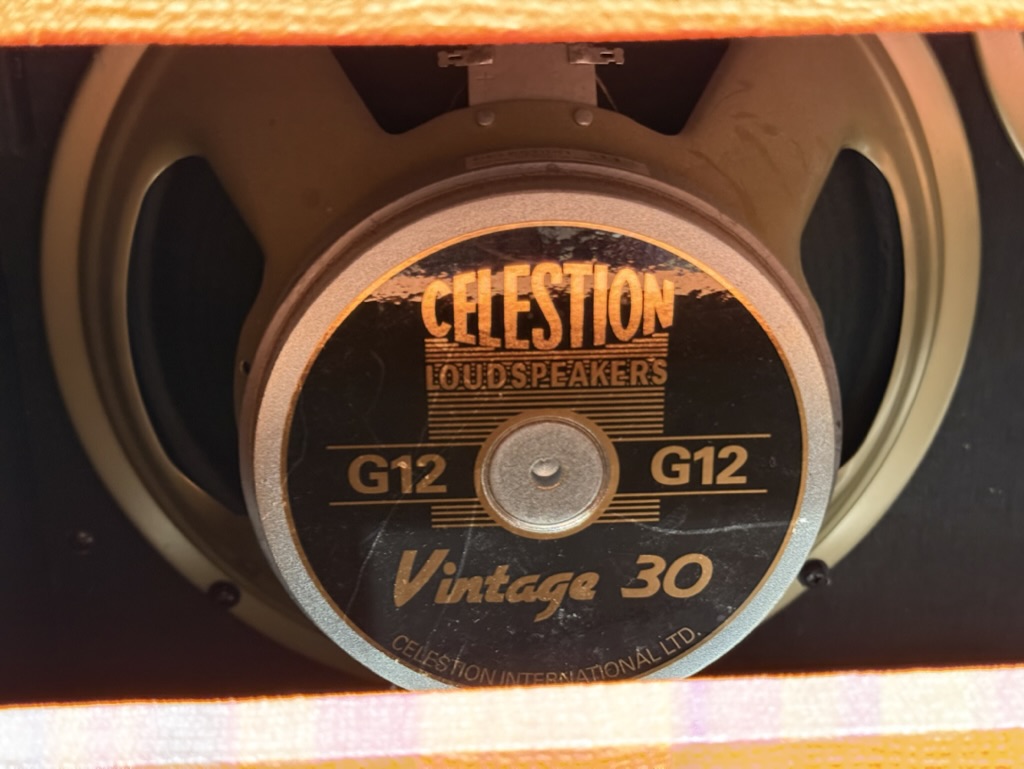 CELESTION
LOUDSPEAKERS
G12 G12
Vintage 30
CELESTION INTERNATIONAL LTD.